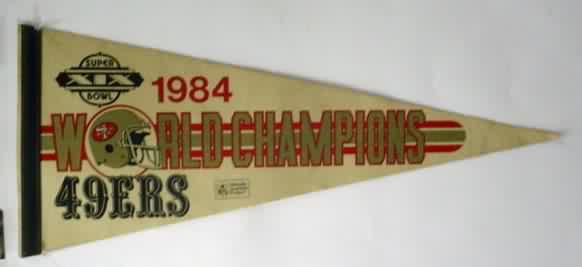 SUPER
XIX
BOWL
1984
WORLD CHAMPIONS
49ERS